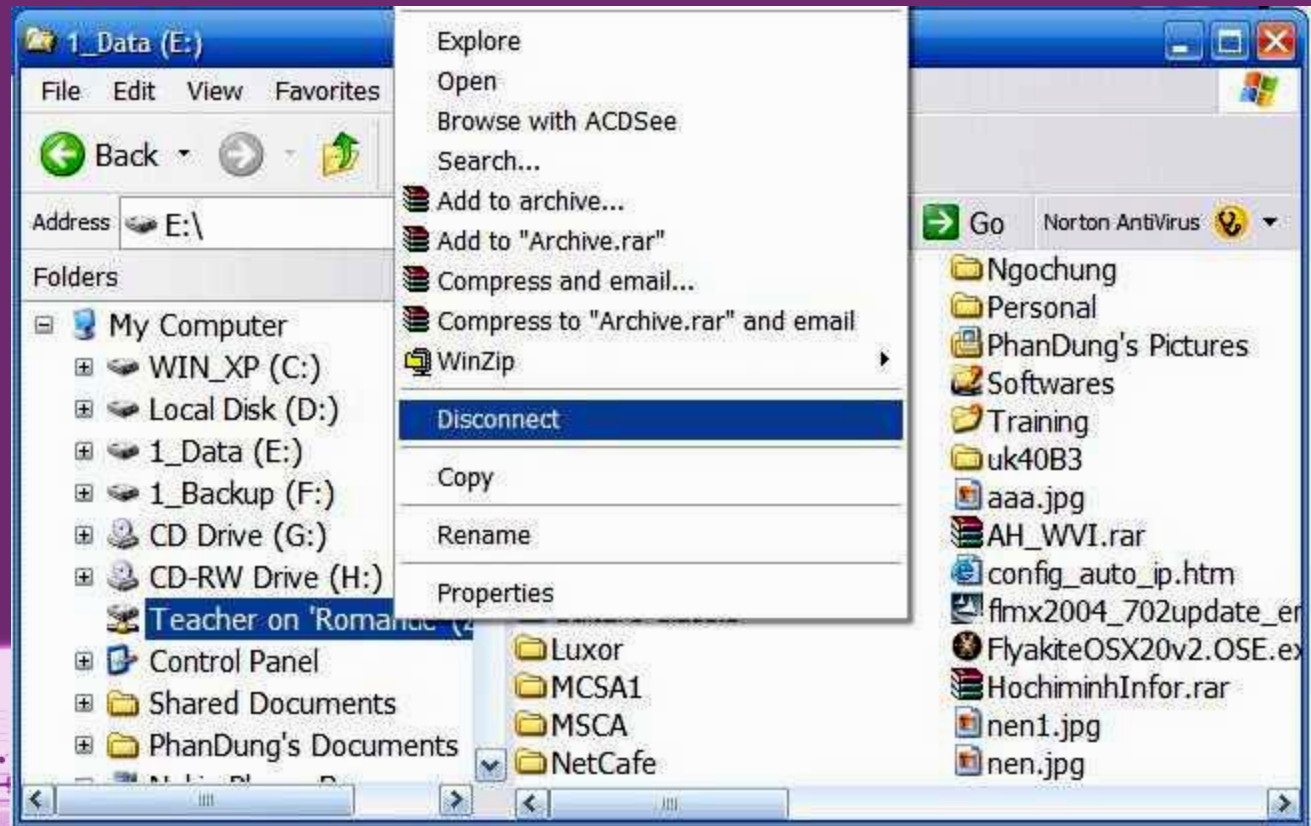 1_Data (E:)
File Edit View Favorites
Back
Address E:\
Go Norton AntiVirus
Folders
My Computer
WIN_XP (C:)
Local Disk (D:)
1_Data (E:)
1_Backup (F:)
CD Drive (G:)
CD-RW Drive (H:)
Teacher on 'Romantic' (Z
Control Panel
Shared Documents
PhanDung's Documents
Explore
Open
Browse with ACDSee
Search...
Add to archive...
Add to "Archive.rar"
Compress and email...
Compress to "Archive.rar" and email
WinZip
Disconnect
Copy
Rename
Properties
Luxor
MCSA1
MSCA
NetCafe
Ngochung
Personal
PhanDung's Pictures
Softwares
Training
uk40B3
aaa.jpg
AH_WVI.rar
config_auto_ip.htm
flmx2004_702update_er
FlyakiteOSX20v2.OSE.ex
HochiminhInfor.rar
nen1.jpg
nen.jpg